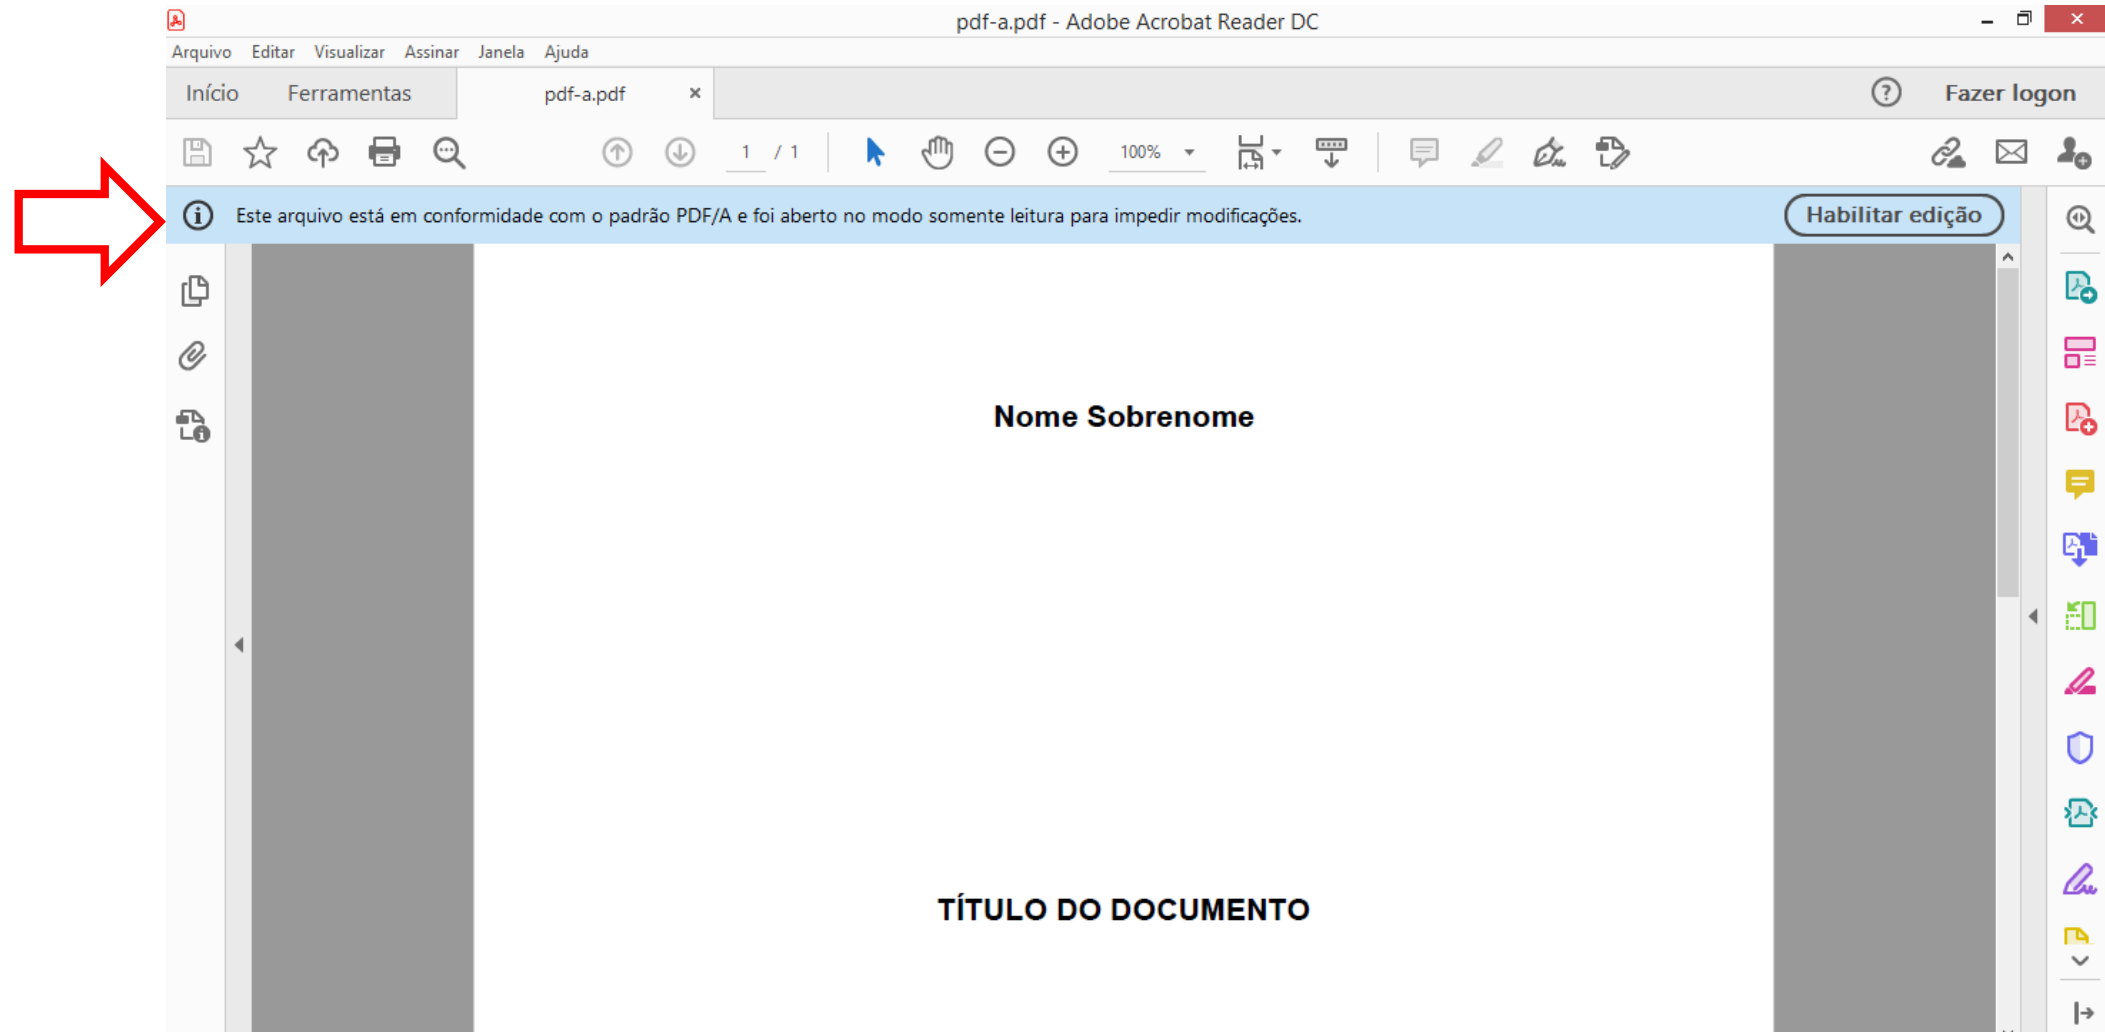 pdf-a.pdf - Adobe Acrobat Reader DC
Arquivo Editar Visualizar Assinar Janela Ajuda
Início Ferramentas pdf-a.pdf Fazer logon
1 / 1 100%
Este arquivo está em conformidade com o padrão PDF/A e foi aberto no modo somente leitura para impedir modificações. Habilitar edição
Nome Sobrenome
TÍTULO DO DOCUMENTO